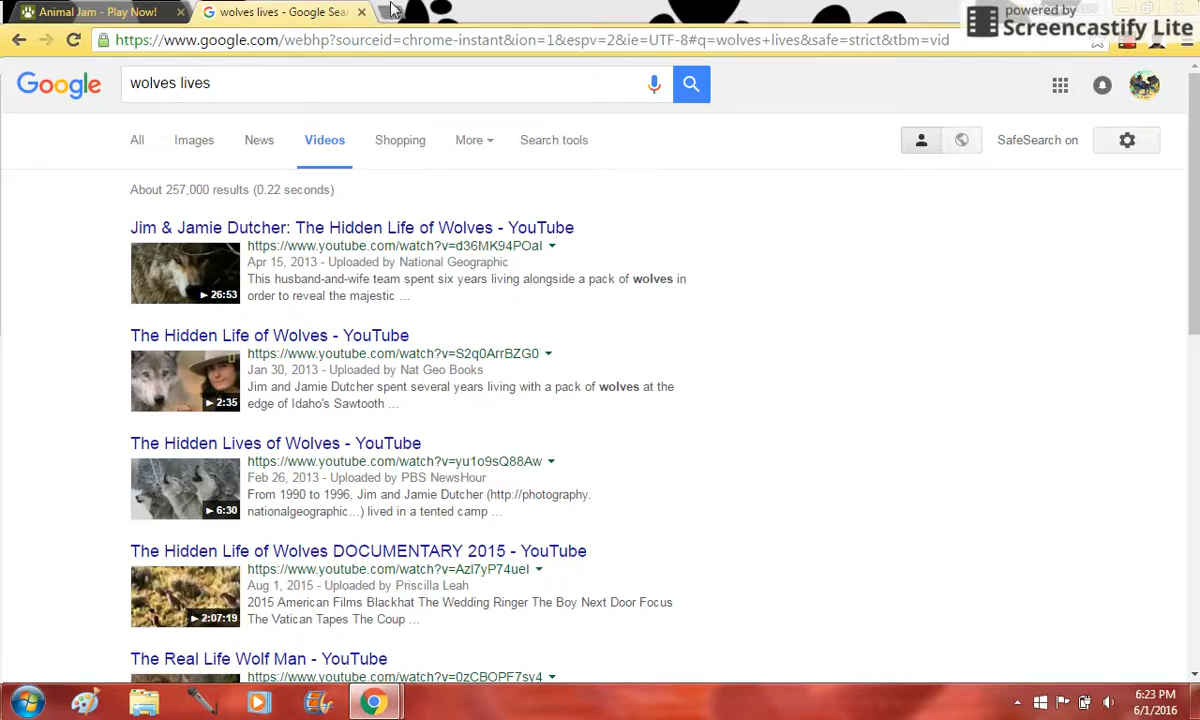 Animal Jam - Play Now!
wolves lives - Google Sea
powered by
Screencastify Lite
https://www.google.com/webhp?sourceid=chrome-instant&ion=1&espv=2&ie=UTF-8#q=wolves+lives&safe=strict&tbm=vid
Google
wolves lives
All Images News Videos Shopping More Search tools SafeSearch on
About 257,000 results (0.22 seconds)
Jim & Jamie Dutcher: The Hidden Life of Wolves - YouTube
https://www.youtube.com/watch?v=d36MK94POaI
Apr 15, 2013 - Uploaded by National Geographic
This husband-and-wife team spent six years living alongside a pack of wolves in
order to reveal the majestic ...
26:53
The Hidden Life of Wolves - YouTube
https://www.youtube.com/watch?v=S2q0ArrBZG0
Jan 30, 2013 - Uploaded by Nat Geo Books
Jim and Jamie Dutcher spent several years living with a pack of wolves at the
edge of Idaho's Sawtooth ...
2:35
The Hidden Lives of Wolves - YouTube
https://www.youtube.com/watch?v=yu1o9sQ88Aw
Feb 26, 2013 - Uploaded by PBS NewsHour
From 1990 to 1996, Jim and Jamie Dutcher (http://photography.
nationalgeographic...) lived in a tented camp ...
6:30
The Hidden Life of Wolves DOCUMENTARY 2015 - YouTube
https://www.youtube.com/watch?v=AzI7yP74ueI
Aug 1, 2015 - Uploaded by Priscilla Leah
2015 American Films Blackhat The Wedding Ringer The Boy Next Door Focus
The Vatican Tapes The Coup ...
2:07:19
The Real Life Wolf Man - YouTube
https://www.youtube.com/watch?v=0zCBOPF7sy4
6:23 PM
6/1/2016